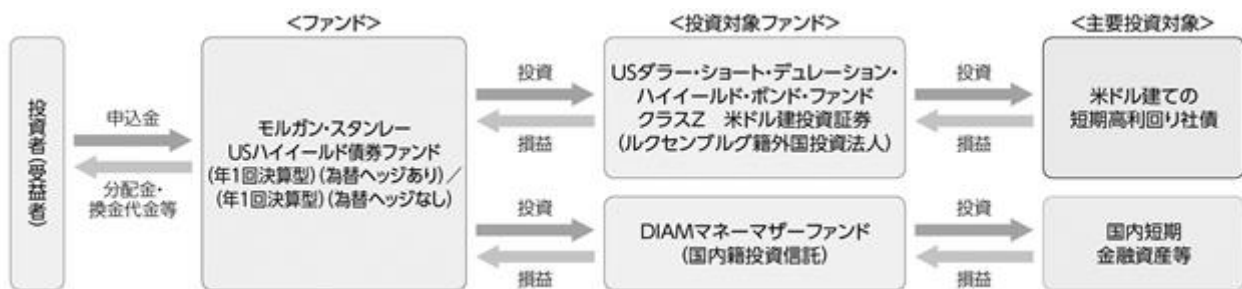 <ファンド>
<投資対象ファンド>
<主要投資対象>
投資者(受益者)
申込金
分配金・
換金代金等
モルガン・スタンレー
USハイイールド債券ファンド
(年1回決算型)(為替ヘッジあり)/
(年1回決算型)(為替ヘッジなし)
投資
損益
USダラー・ショート・デュレーション・
ハイイールド・ボンド・ファンド
クラスZ 米ドル建投資証券
(ルクセンブルグ籍外国投資法人)
投資
損益
米ドル建ての
短期高利回り社債
投資
損益
DIAMマネーマザーファンド
(国内籍投資信託)
投資
損益
国内短期
金融資産等